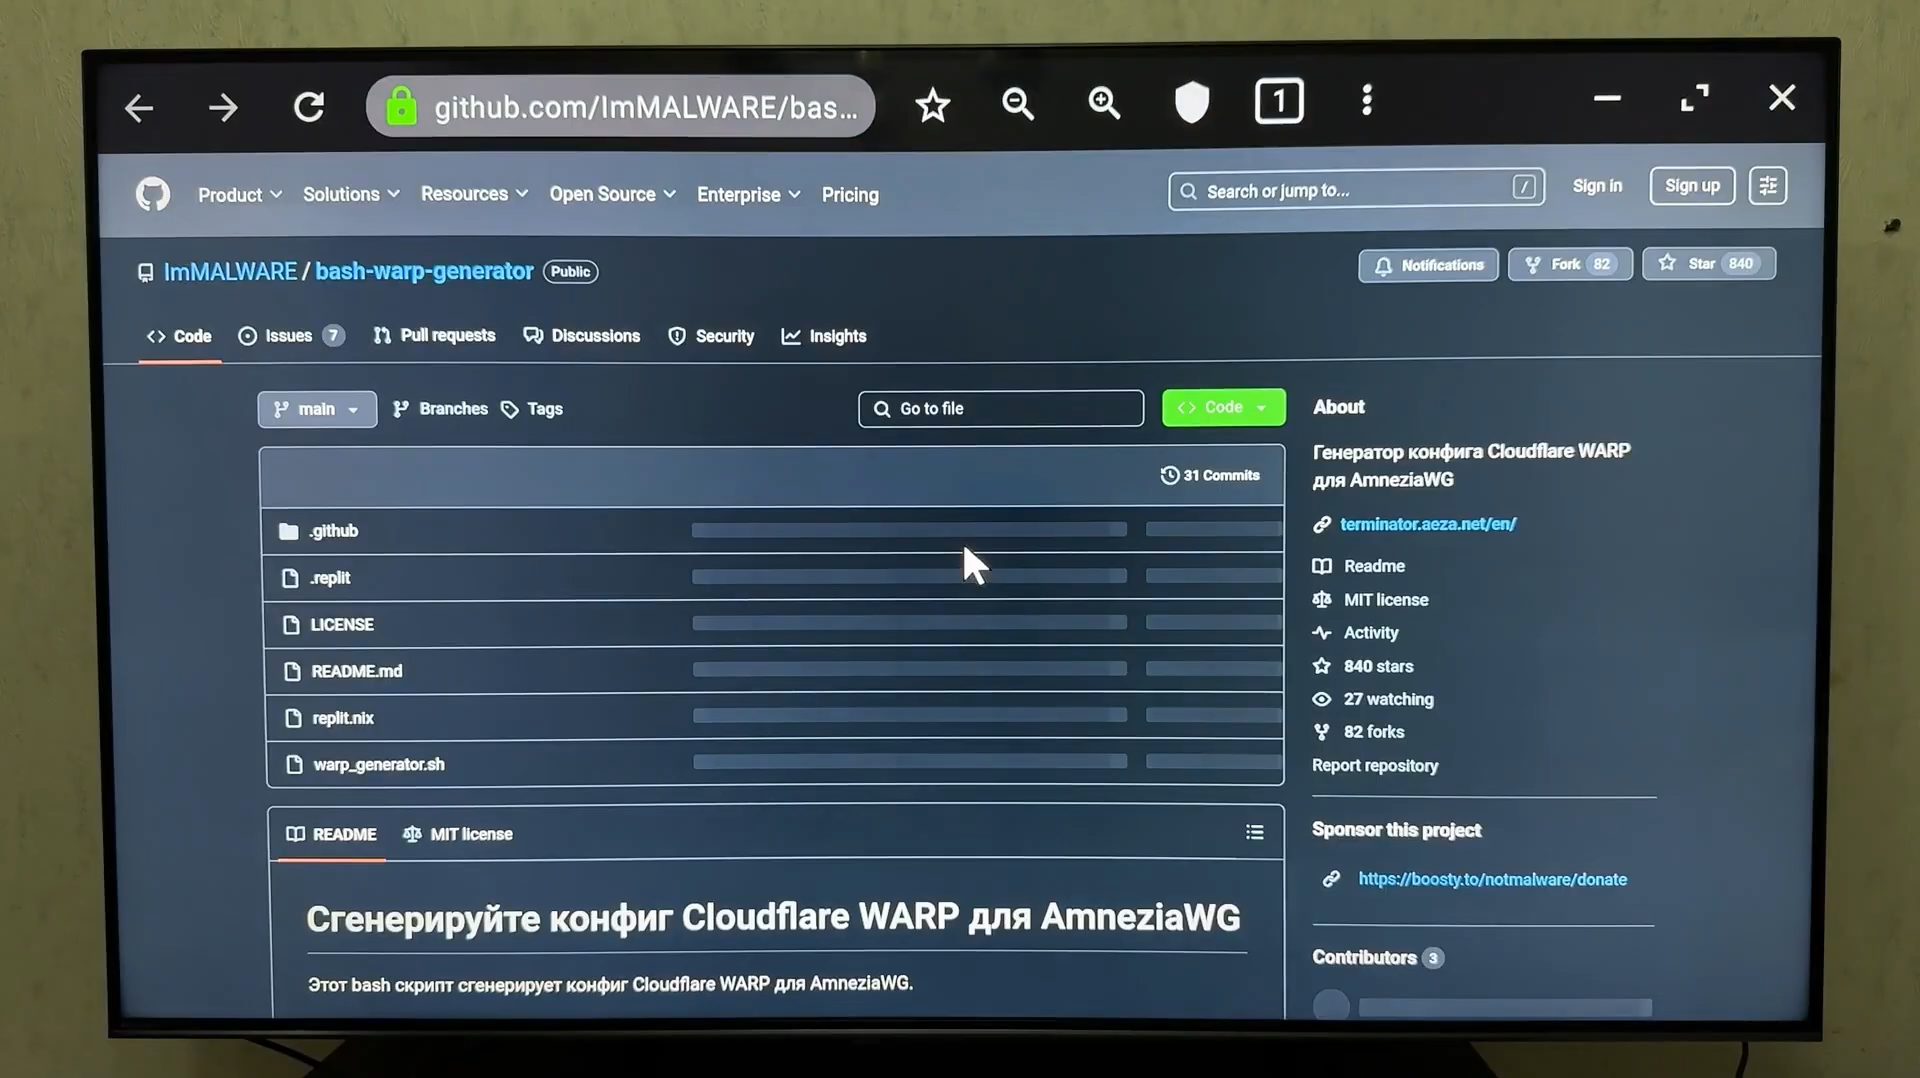 github.com/ImMALWARE/bas...
1
Product Solutions Resources Open Source Enterprise Pricing
Search or jump to... /
Sign in
Sign up
ImMALWARE / bash-warp-generator Public
Notifications
Fork 82
Star 840
Code
Issues 7
Pull requests
Discussions
Security
Insights
main
Branches
Tags
Go to file
Code
31 Commits
.github
.replit
LICENSE
README.md
replit.nix
warp_generator.sh
README
MIT license
Сгенерируйте конфиг Cloudflare WARP для AmneziaWG
Этот bash скрипт сгенерирует конфиг Cloudflare WARP для AmneziaWG.
About
Генератор конфига Cloudflare WARP
для AmneziaWG
terminator.aeza.net/en/
Readme
MIT license
Activity
840 stars
27 watching
82 forks
Report repository
Sponsor this project
https://boosty.to/notmalware/donate
Contributors 3